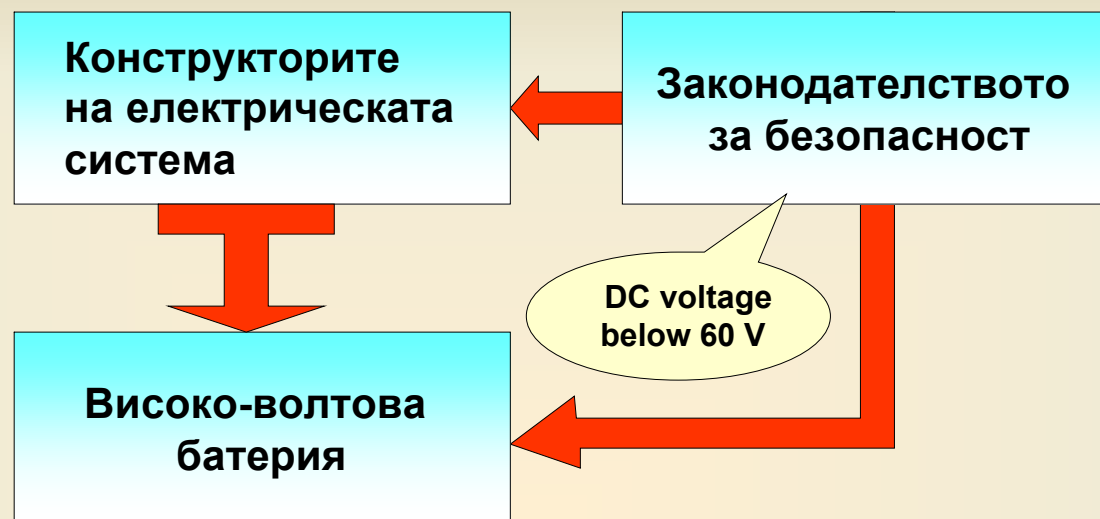 Конструкторите
на електрическата
система
Законодателството
за безопасност
DC voltage
below 60 V
Високо-волтова
батерия